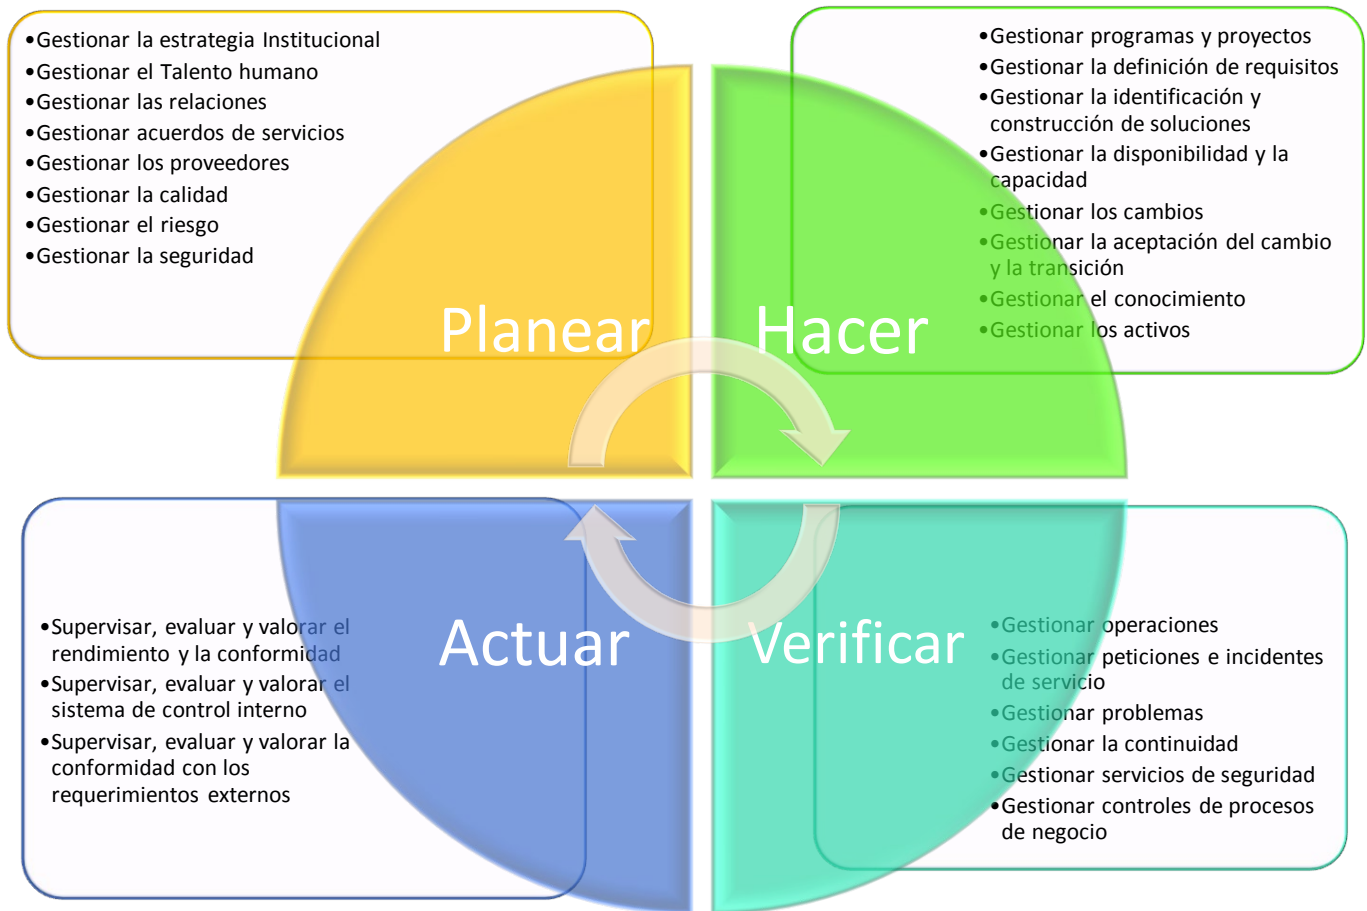 •Gestionar la estrategia Institucional
•Gestionar el Talento humano
•Gestionar las relaciones
•Gestionar acuerdos de servicios
•Gestionar los proveedores
•Gestionar la calidad
•Gestionar el riesgo
•Gestionar la seguridad
Planear
•Gestionar programas y proyectos
•Gestionar la definición de requisitos
•Gestionar la identificación y
construcción de soluciones
•Gestionar la disponibilidad y la
capacidad
•Gestionar los cambios
•Gestionar la aceptación del cambio
y la transición
•Gestionar el conocimiento
•Gestionar los activos
Hacer
•Supervisar, evaluar y valorar el
rendimiento y la conformidad
•Supervisar, evaluar y valorar el
sistema de control interno
•Supervisar, evaluar y valorar la
conformidad con los
requerimientos externos
Actuar
Verificar
•Gestionar operaciones
•Gestionar peticiones e incidentes
de servicio
•Gestionar problemas
•Gestionar la continuidad
•Gestionar servicios de seguridad
•Gestionar controles de procesos
de negocio